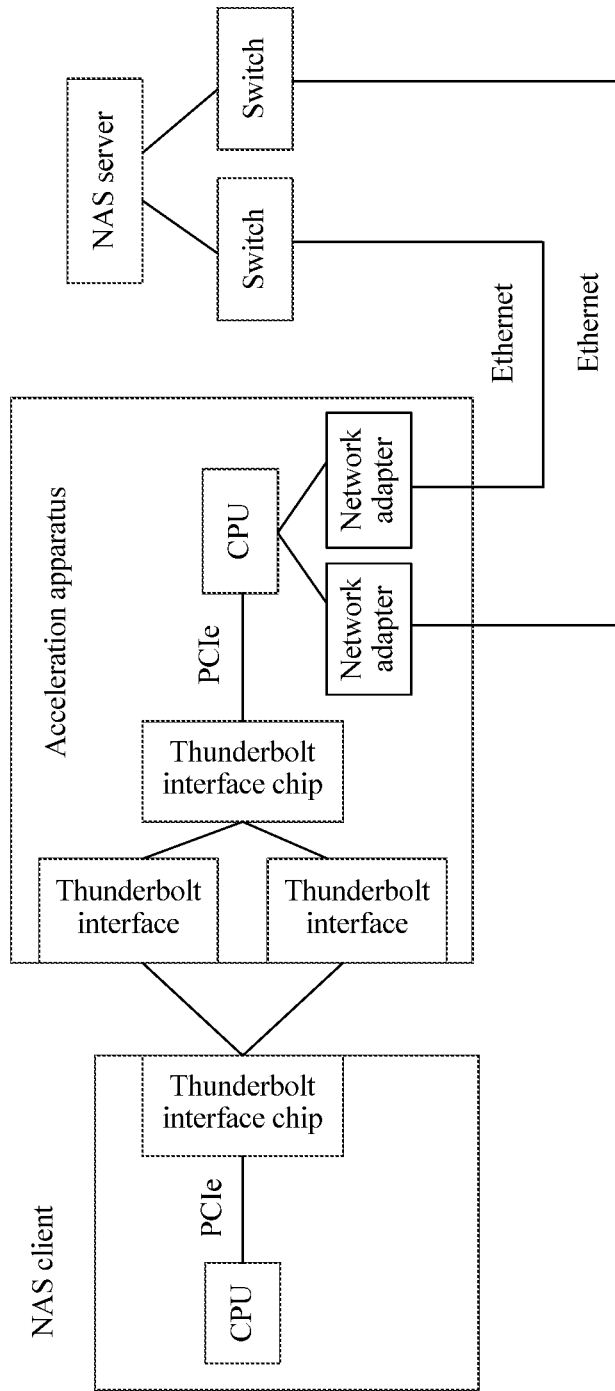 NAS client
CPU
PCIe
Thunderbolt
interface chip
Acceleration apparatus
Thunderbolt
interface
Thunderbolt
interface
Thunderbolt
interface chip
PCIe
CPU
Network
adapter
Network
adapter
Ethernet
Ethernet
NAS server
Switch
Switch